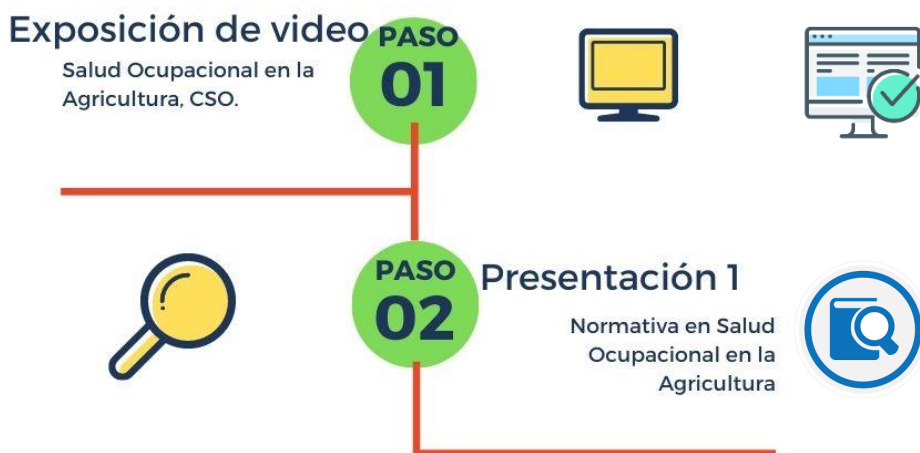 Exposición de video
PASO
01
Salud Ocupacional en la
Agricultura, CSO.
PASO
02
Presentación 1
Normativa en Salud
Ocupacional en la
Agricultura